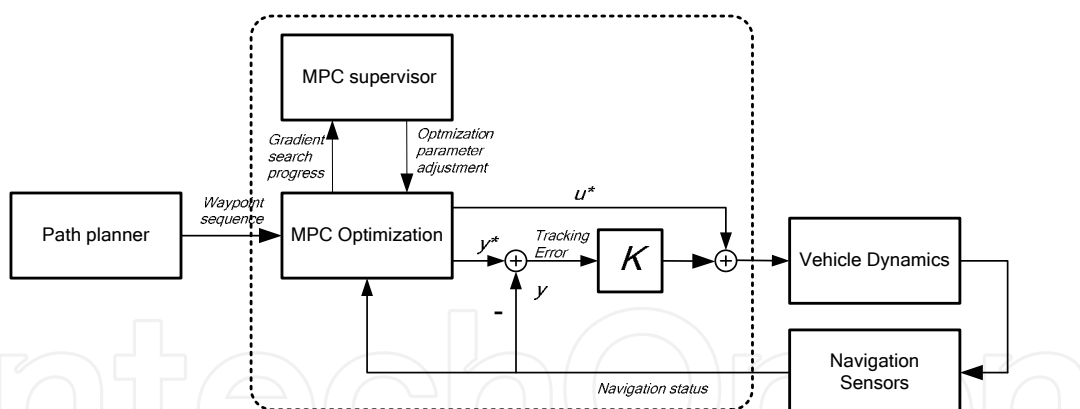 MPC supervisor
Gradient
search
progress
Optmization
parameter
adjustment
Path planner
Waypoint
sequence
MPC Optimization
u*
y*
Tracking
Error
K
y
-
Vehicle Dynamics
Navigation
Sensors
Navigation status